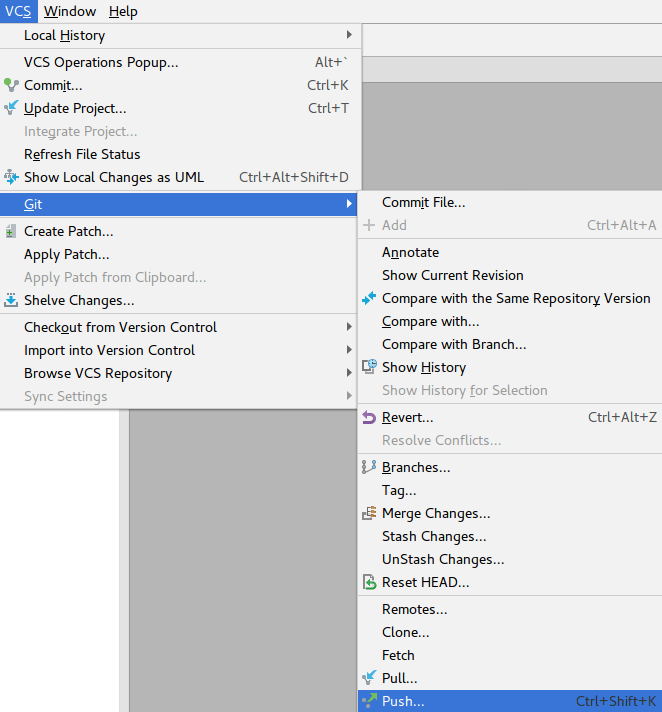 VCS Window Help
Local History
VCS Operations Popup... Alt+`
Commit... Ctrl+K
Update Project... Ctrl+T
Integrate Project...
Refresh File Status
Show Local Changes as UML Ctrl+Alt+Shift+D
Git
Create Patch...
Apply Patch...
Apply Patch from Clipboard...
Shelve Changes...
Checkout from Version Control
Import into Version Control
Browse VCS Repository
Sync Settings
Commit File...
Add Ctrl+Alt+A
Annotate
Show Current Revision
Compare with the Same Repository Version
Compare with...
Compare with Branch...
Show History
Show History for Selection
Revert... Ctrl+Alt+Z
Resolve Conflicts...
Branches...
Tag...
Merge Changes...
Stash Changes...
UnStash Changes...
Reset HEAD...
Remotes...
Clone...
Fetch
Pull...
Push... Ctrl+Shift+K